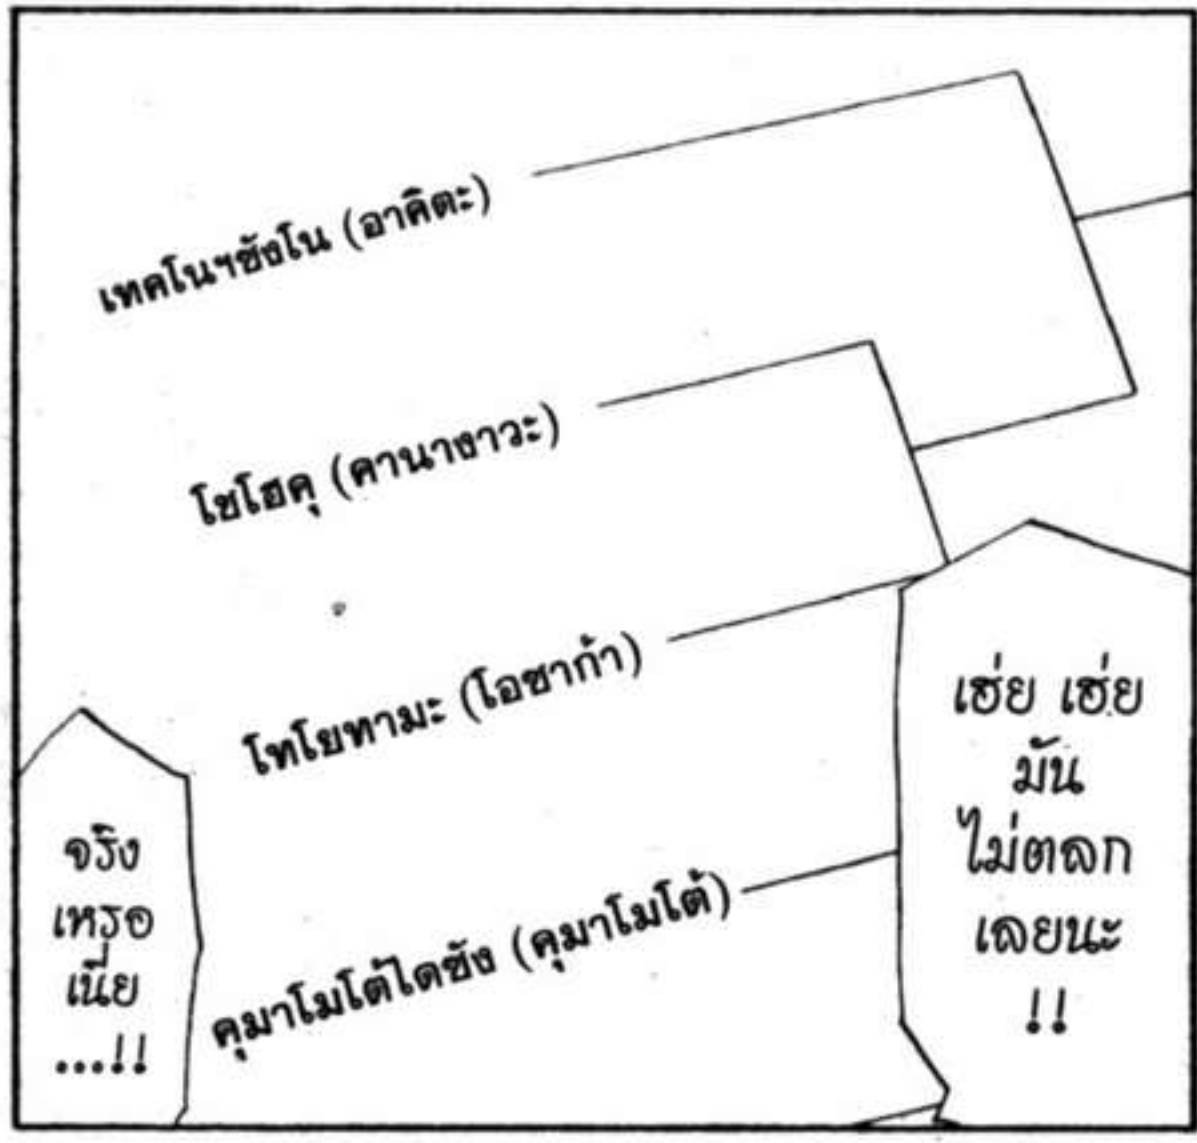 เทคโนฯซังโน (อาคิตะ)
โชโฮคุ (คานางาวะ)
โทโยทามะ (โอซาก้า)
คุมาโมโต้ไดซัง (คุมาโมโต้)
เฮ่ย เฮ่ย
มัน
ไม่ตลก
เลยนะ
!!
จริง
เหรอ
เนี่ย
...!!